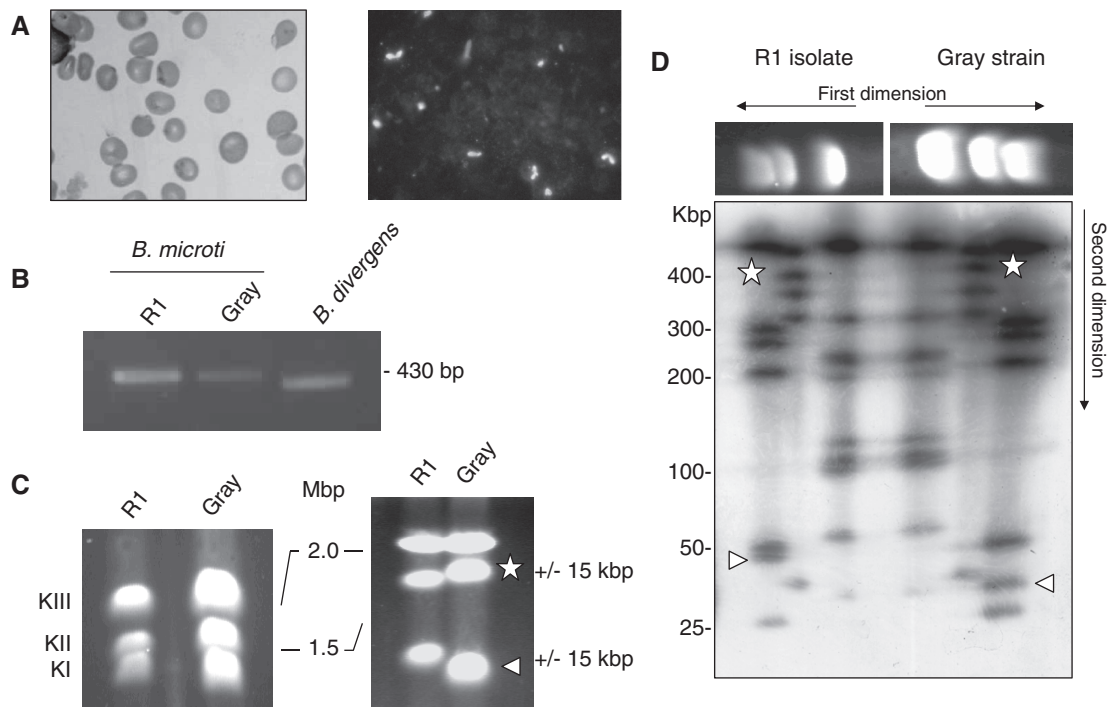 A
B
B. microti
R1
Gray
B. divergens
- 430 bp
C
R1
Gray
Mbp
R1
Gray
2.0
1.5
KIII
KII
KI
+/- 15 kbp
+/- 15 kbp
D
R1 isolate
Gray strain
First dimension
Kbp
400-
300-
200-
100-
50-
25-
Second dimension